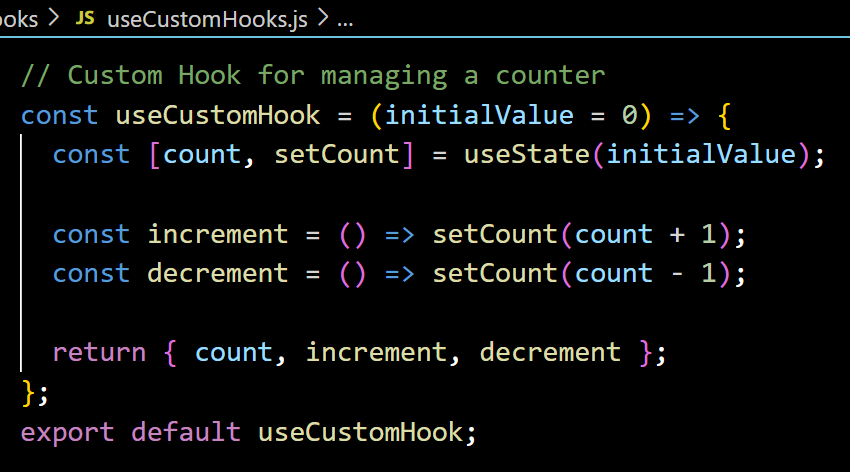 ooks > JS useCustomHooks.js > ...
// Custom Hook for managing a counter
const useCustomHook = (initialValue = 0) => {
  const [count, setCount] = useState(initialValue);
  const increment = () => setCount(count + 1);
  const decrement = () => setCount(count - 1);
  return { count, increment, decrement };
};
export default useCustomHook;